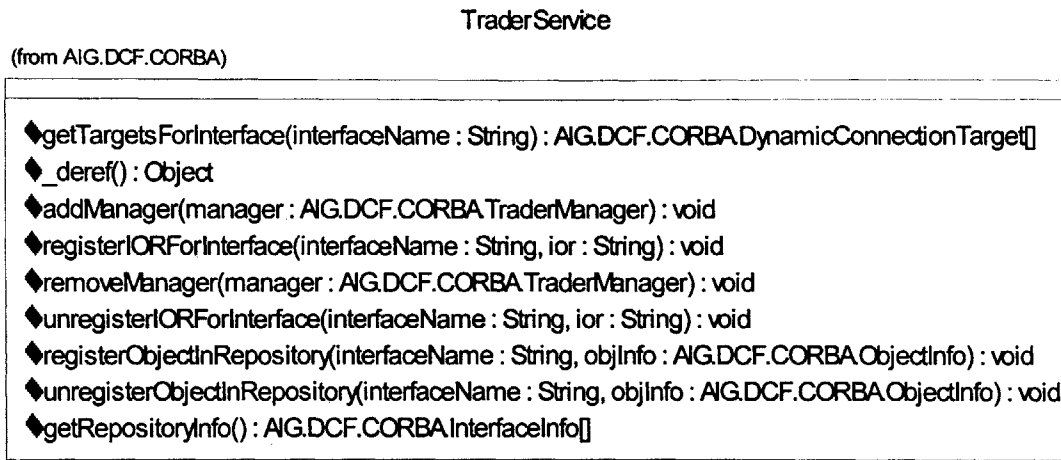 TraderService
(from AIG.DCF.CORBA)
getTargetsForInterface(interfaceName : String) : AIG.DCF.CORBA.DynamicConnectionTarget[]
_deref() : Object
addManager(manager : AIG.DCF.CORBA.TraderManager) : void
registerIORForInterface(interfaceName : String, ior : String) : void
removeManager(manager : AIG.DCF.CORBA.TraderManager) : void
unregisterIORForInterface(interfaceName : String, ior : String) : void
registerObjectInRepository(interfaceName : String, objInfo : AIG.DCF.CORBA.ObjectInfo) : void
unregisterObjectInRepository(interfaceName : String, objInfo : AIG.DCF.CORBA.ObjectInfo) : void
getRepositoryInfo() : AIG.DCF.CORBA.InterfaceInfo[]